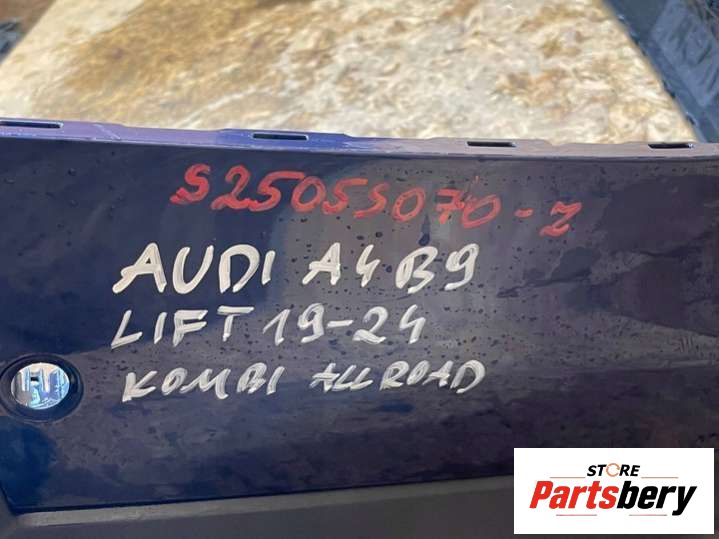 S25055070-Z
AUDI A4 B9
LIFT 19-24
KOMBI ALLROAD
STORE
Partsbery